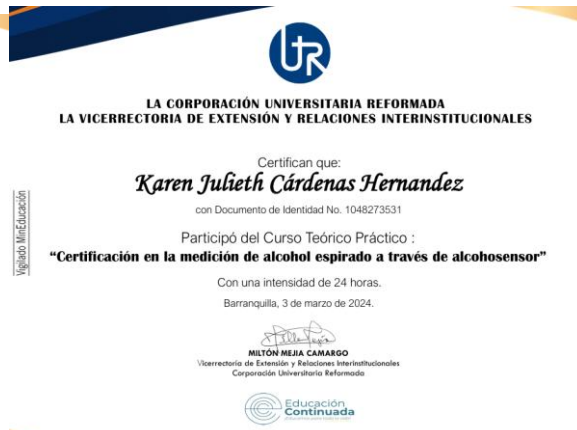 UR
LA CORPORACIÓN UNIVERSITARIA REFORMADA
LA VICERRECTORIA DE EXTENSIÓN Y RELACIONES INTERINSTITUCIONALES
Certifican que:
Karen Julieth Cárdenas Hernandez
con Documento de Identidad No. 1048273531
Participó del Curso Teórico Práctico :
“Certificación en la medición de alcohol espirado a través de alcohosensor”
Con una intensidad de 24 horas.
Barranquilla, 3 de marzo de 2024.
MILTÓN MEJIA CAMARGO
Vicerrectoría de Extensión y Relaciones Interinstitucionales
Corporación Universitaria Reformada
Educación
Continuada
Vigilado MinEducación